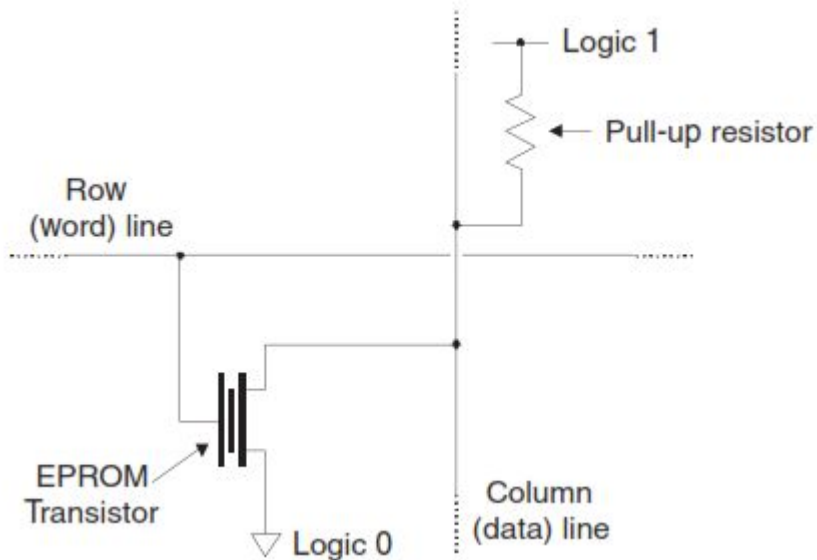 Logic 1
Pull-up resistor
Row
(word) line
EPROM
Transistor
Logic 0
Column
(data) line